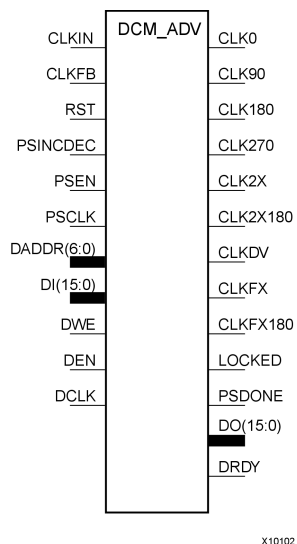 DCM_ADV
CLKIN
CLKFB
RST
PSINCDEC
PSEN
PSCLK
DADDR(6:0)
DI(15:0)
DWE
DEN
DCLK
CLK0
CLK90
CLK180
CLK270
CLK2X
CLK2X180
CLKDV
CLKFX
CLKFX180
LOCKED
PSDONE
DO(15:0)
DRDY
X10102